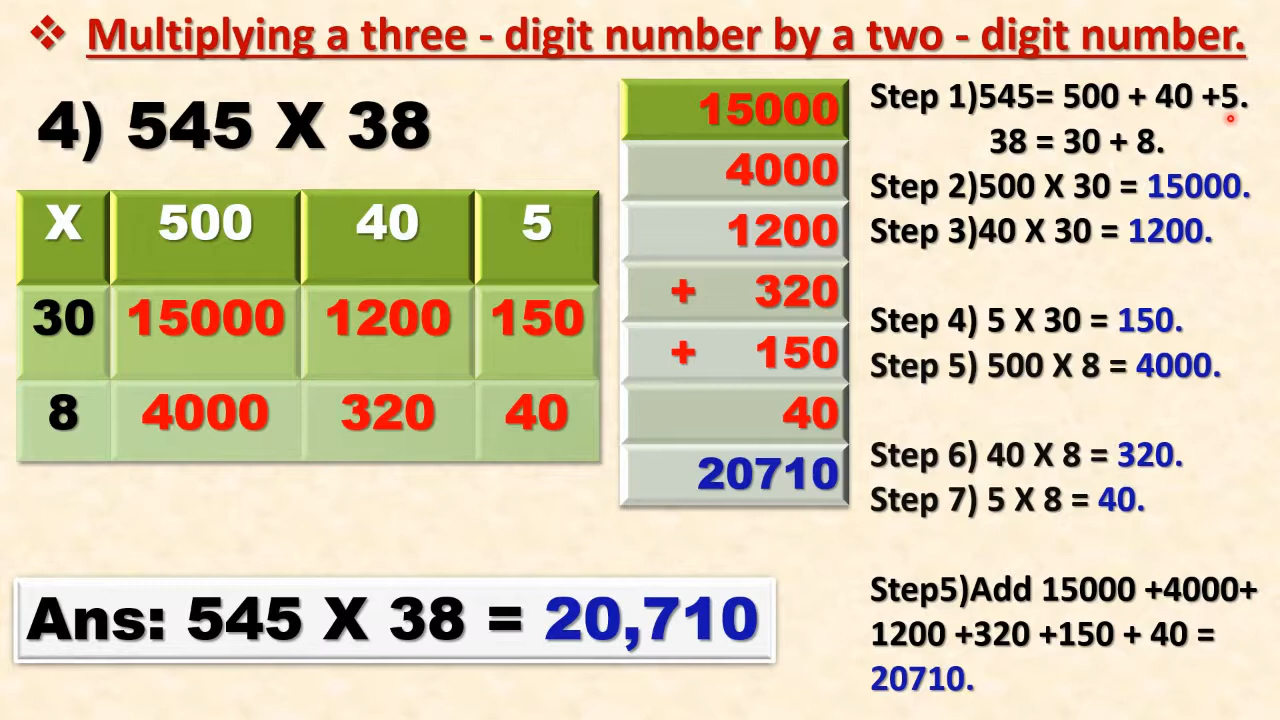 ❖ Multiplying a three - digit number by a two - digit number.
4) 545 X 38
X 500 40 5
30 15000 1200 150
8 4000 320 40
15000
4000
1200
+ 320
+ 150
40
20710
Step 1)545= 500 + 40 +5.
38 = 30 + 8.
Step 2)500 X 30 = 15000.
Step 3)40 X 30 = 1200.
Step 4) 5 X 30 = 150.
Step 5) 500 X 8 = 4000.
Step 6) 40 X 8 = 320.
Step 7) 5 X 8 = 40.
Step5)Add 15000 +4000+
1200 +320 +150 + 40 =
20710.
Ans: 545 X 38 = 20,710